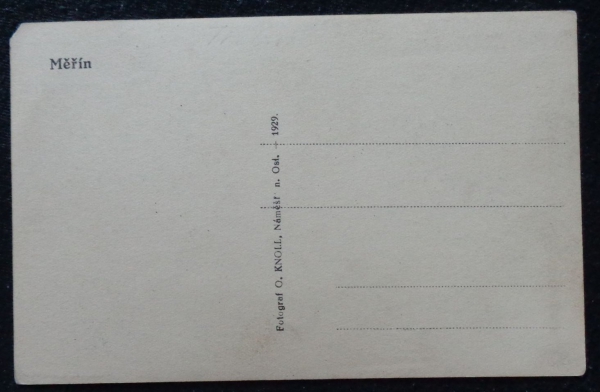 Měřín
Fotograf O. KNOLL, Náměšť n. Osl. - 1929.